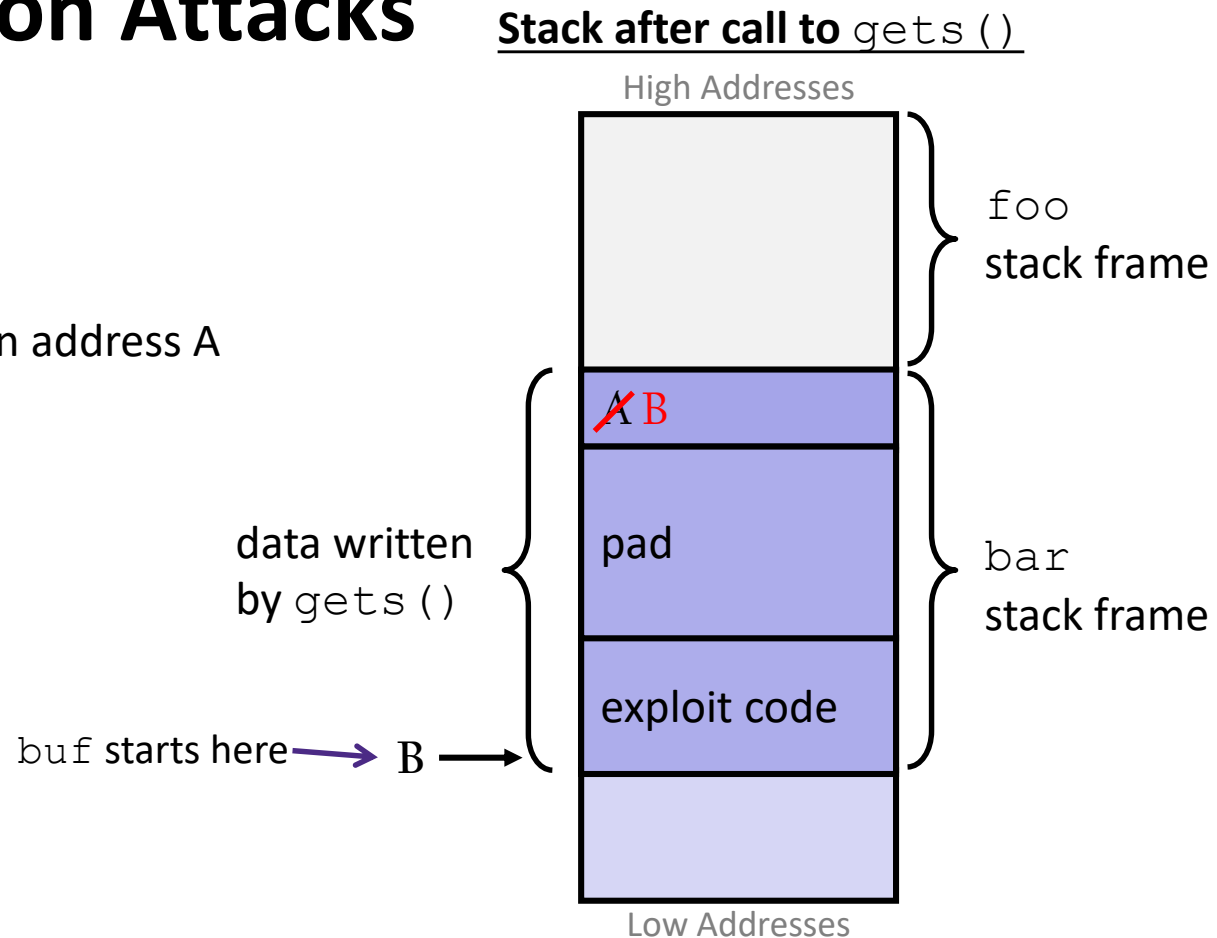 on Attacks
Stack after call to gets()
High Addresses
foo
stack frame
n address A
A B
data written
by gets()
pad
bar
stack frame
exploit code
buf starts here
B
Low Addresses